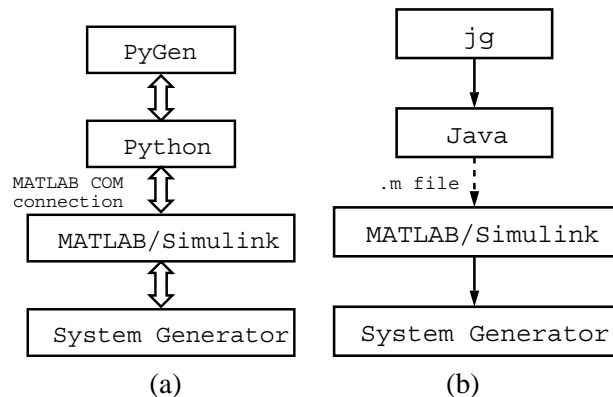 PyGen
Python
MATLAB COM
connection
MATLAB/Simulink
System Generator
(a)
jg
Java
.m file
MATLAB/Simulink
System Generator
(b)